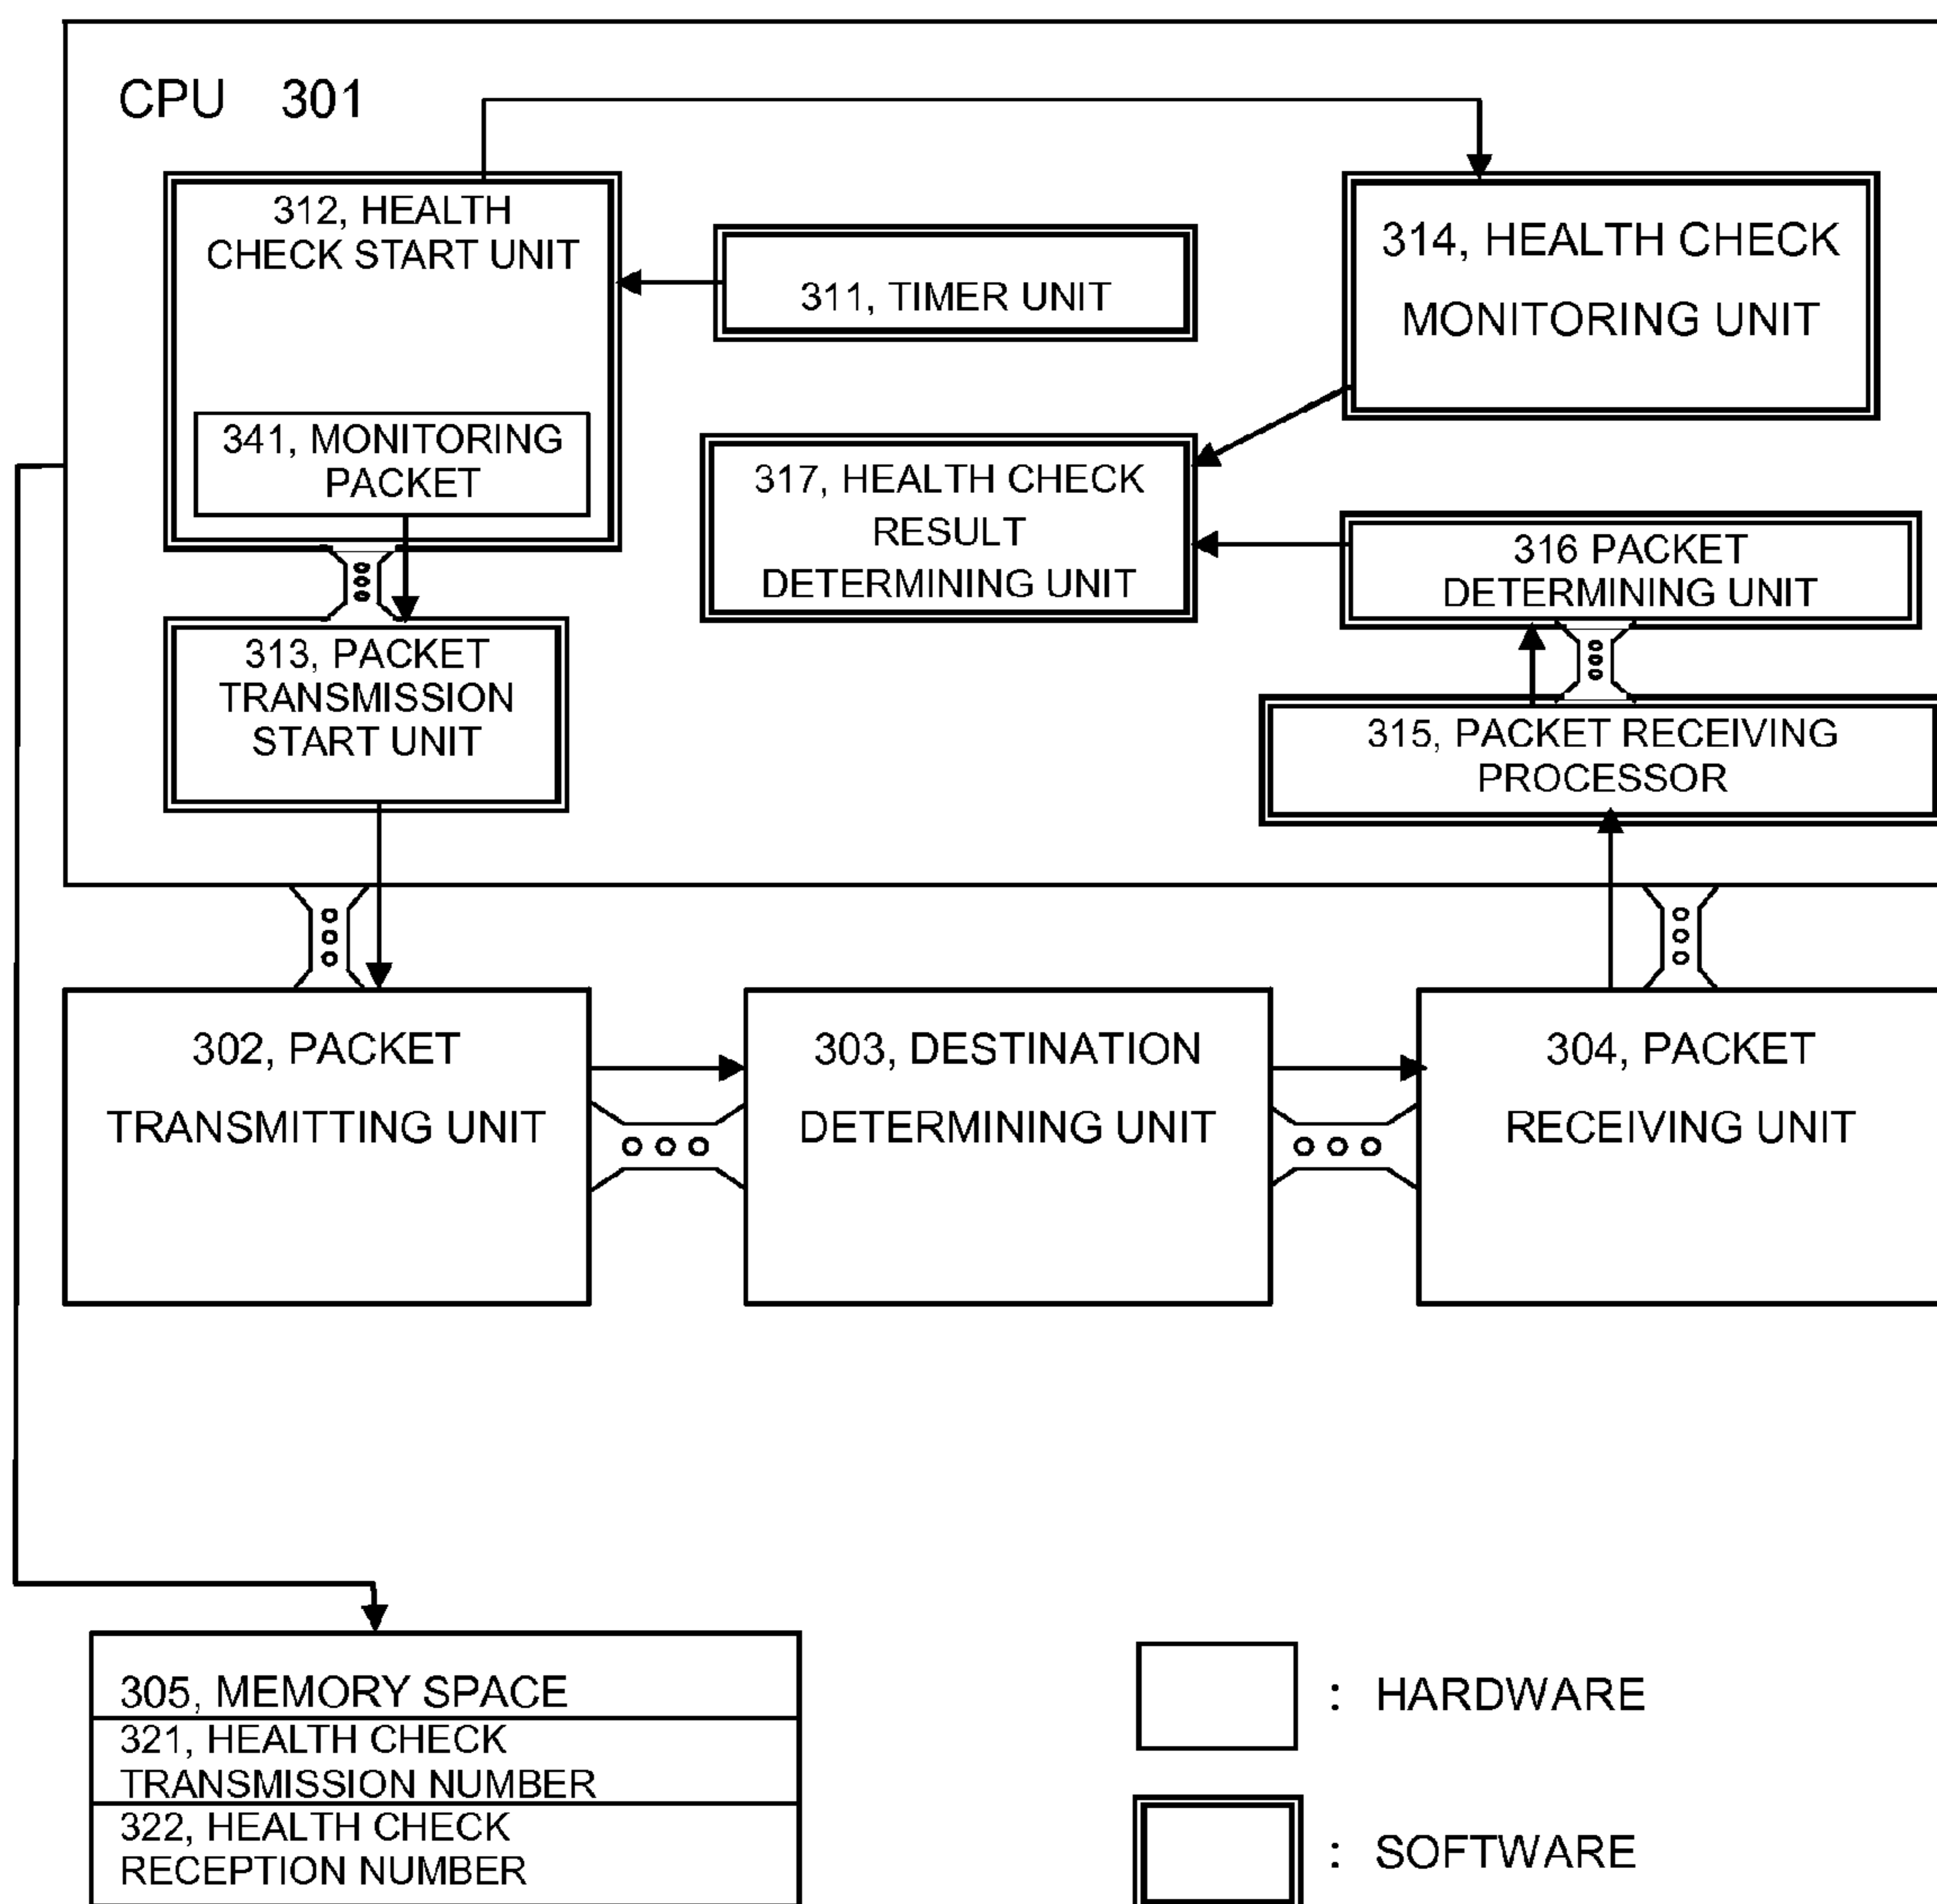 CPU 301
312, HEALTH
CHECK START UNIT
341, MONITORING
PACKET
311, TIMER UNIT
314, HEALTH CHECK
MONITORING UNIT
317, HEALTH CHECK
RESULT
DETERMINING UNIT
316 PACKET
DETERMINING UNIT
313, PACKET
TRANSMISSION
START UNIT
315, PACKET RECEIVING
PROCESSOR
302, PACKET
TRANSMITTING UNIT
303, DESTINATION
DETERMINING UNIT
304, PACKET
RECEIVING UNIT
305, MEMORY SPACE
321, HEALTH CHECK
TRANSMISSION NUMBER
322, HEALTH CHECK
RECEPTION NUMBER
: HARDWARE
: SOFTWARE